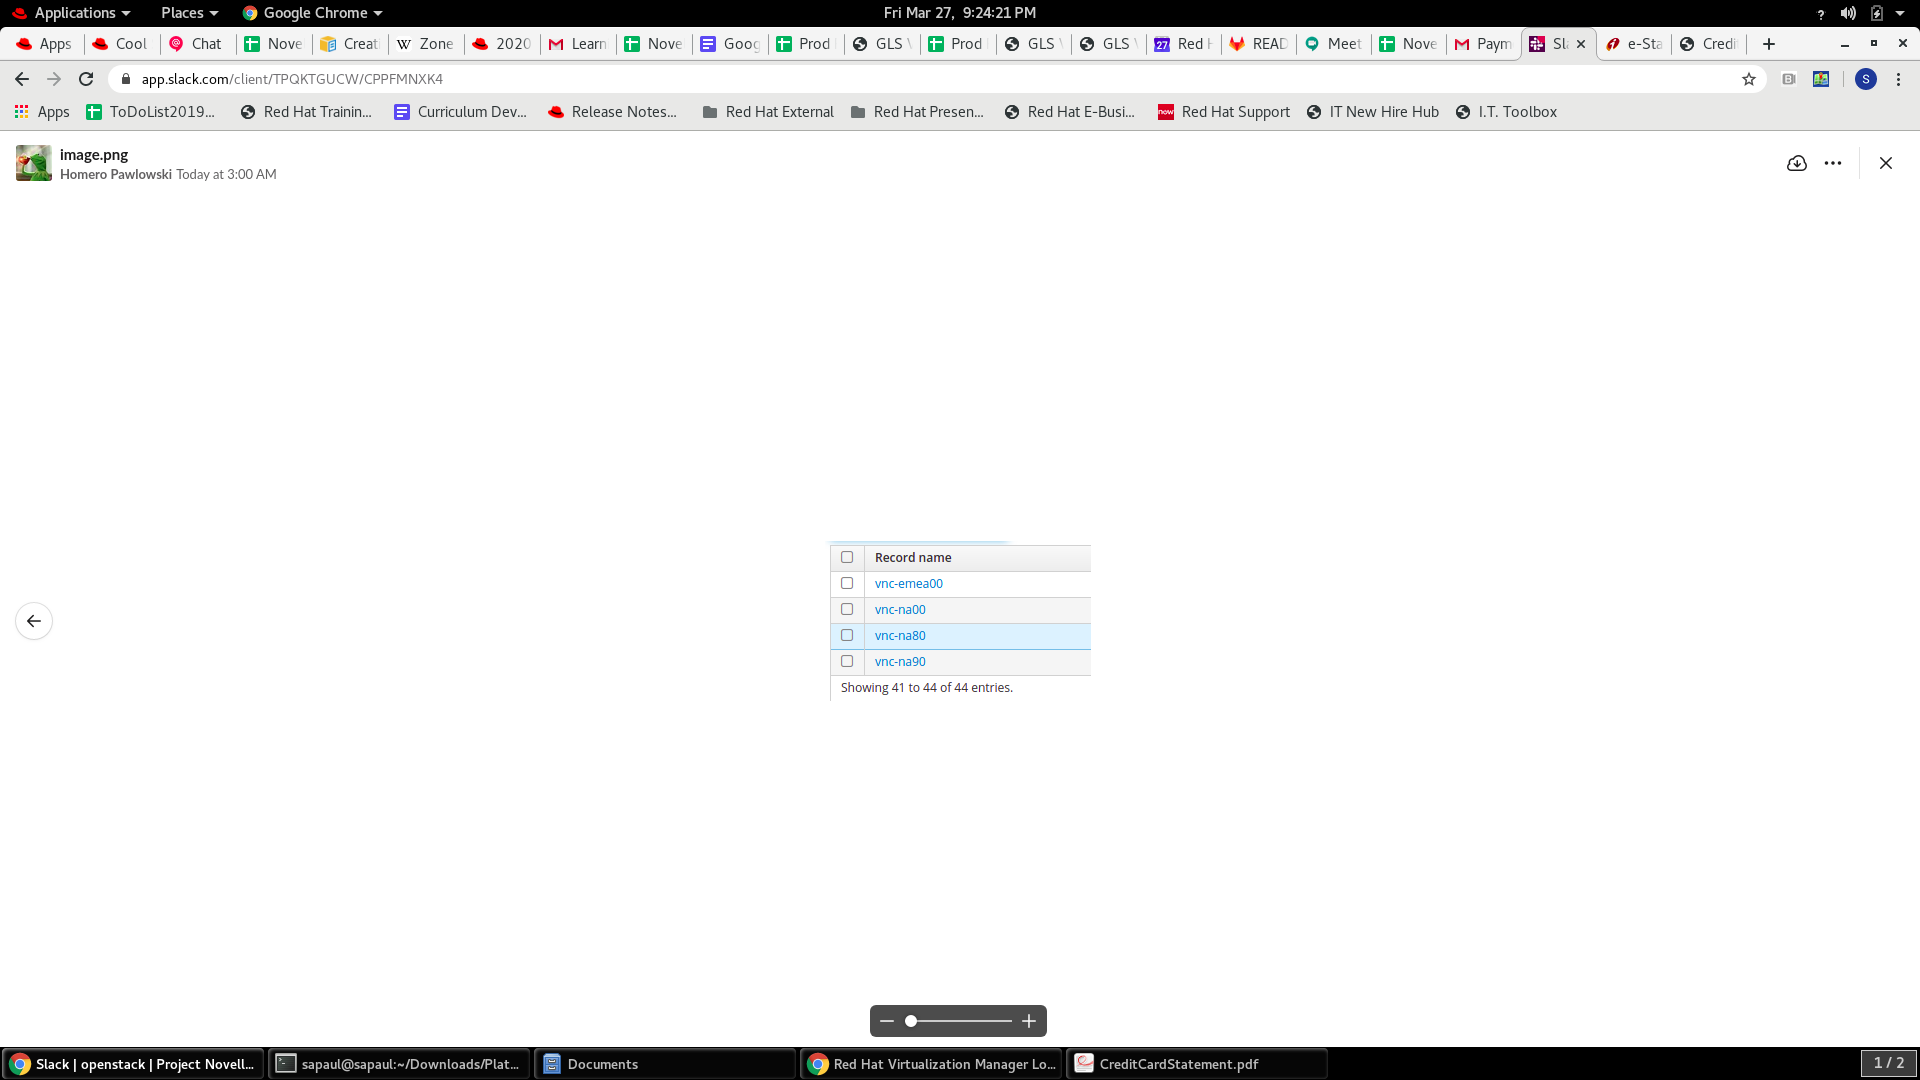 Applications Places Google Chrome Fri Mar 27, 9:24:21 PM ?
Apps Cool Chat Nove Creat W Zone 2020 Learn Nove Goog Prod GLS Prod GLS GLS 27 Red H READ Meet Nove Paym Sla e-Sta Credi
app.slack.com/client/TPQKTGUCW/CPPFMNXK4 S
Apps ToDoList2019... Red Hat Trainin... Curriculum Dev... Release Notes... Red Hat External Red Hat Presen... Red Hat E-Busi... now Red Hat Support IT New Hire Hub I.T. Toolbox
image.png
Homero Pawlowski Today at 3:00 AM
Record name
vnc-emea00
vnc-na00
vnc-na80
vnc-na90
Showing 41 to 44 of 44 entries.
Slack | openstack | Project Novell... sapaul@sapaul:~/Downloads/Plat... Documents Red Hat Virtualization Manager Lo... CreditCardStatement.pdf 1 / 2